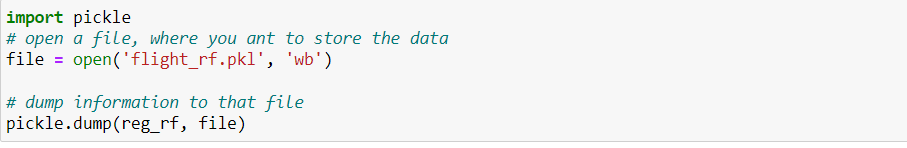 import pickle
# open a file, where you ant to store the data
file = open('flight_rf.pkl', 'wb')
# dump information to that file
pickle.dump(reg_rf, file)